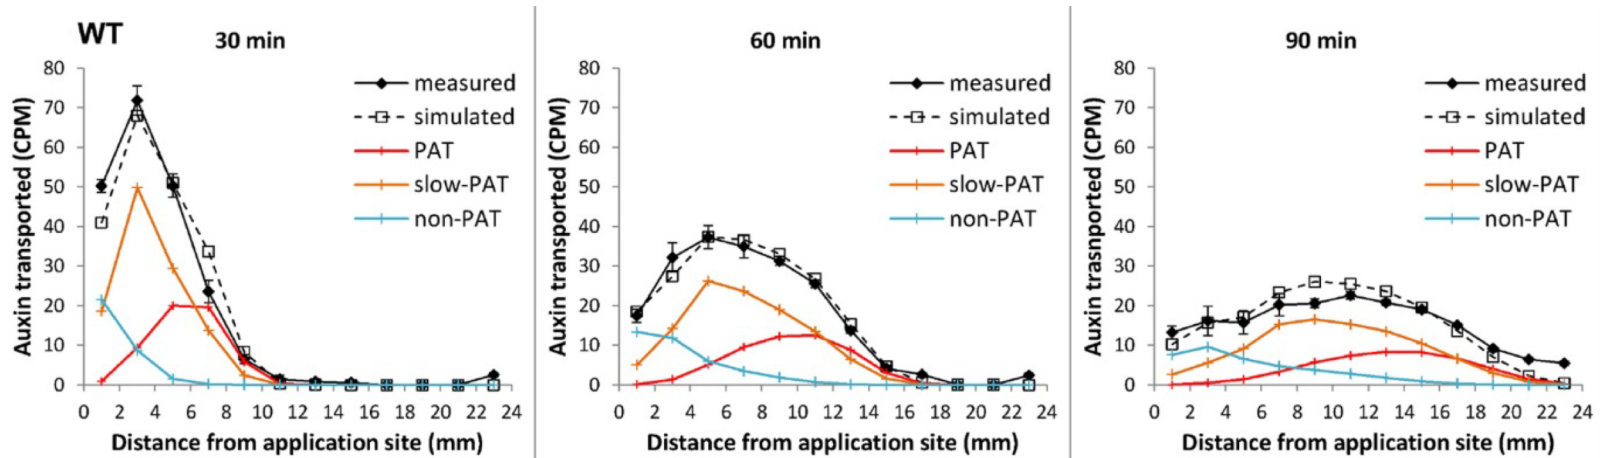 WT
30 min
80
70
60
50
40
30
20
10
0
0 2 4 6 8 10 12 14 16 18 20 22 24
Auxin transported (CPM)
Distance from application site (mm)
measured
simulated
PAT
slow-PAT
non-PAT
60 min
80
70
60
50
40
30
20
10
0
0 2 4 6 8 10 12 14 16 18 20 22 24
Auxin transported (CPM)
Distance from application site (mm)
measured
simulated
PAT
slow-PAT
non-PAT
90 min
80
70
60
50
40
30
20
10
0
0 2 4 6 8 10 12 14 16 18 20 22 24
Auxin trasnported (CPM)
Distance from application site (mm)
measured
simulated
PAT
slow-PAT
non-PAT